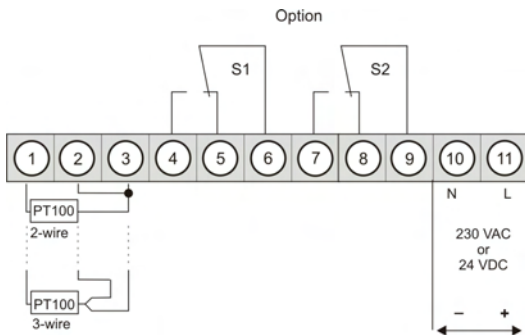 Option
S1 S2
1 2 3 4 5 6 7 8 9 10 11
N L
PT100
2-wire
230 VAC
or
24 VDC
PT100
3-wire
– +